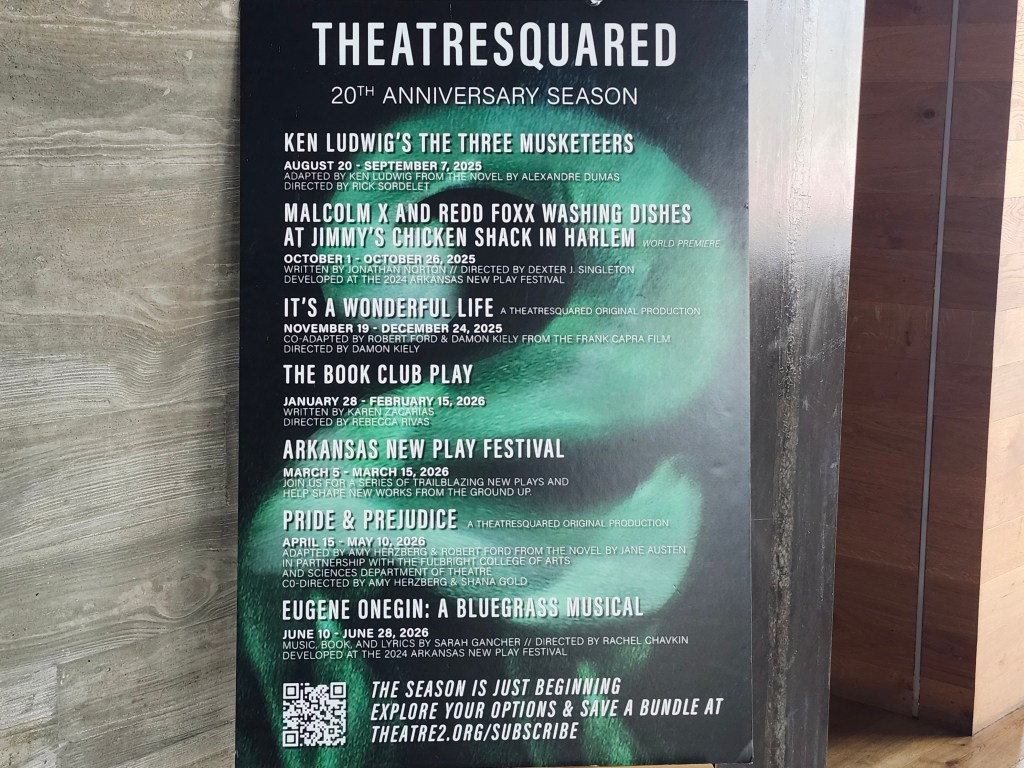 THEATRESQUARED
20TH ANNIVERSARY SEASON
KEN LUDWIG'S THE THREE MUSKETEERS
AUGUST 20 - SEPTEMBER 7, 2025
ADAPTED BY KEN LUDWIG FROM THE NOVEL BY ALEXANDRE DUMAS
DIRECTED BY RICK SORDELET
MALCOLM X AND REDD FOXX WASHING DISHES
AT JIMMY'S CHICKEN SHACK IN HARLEM WORLD PREMIERE
OCTOBER 1 - OCTOBER 26, 2025
WRITTEN BY JONATHAN NORTON // DIRECTED BY DEXTER J. SINGLETON
DEVELOPED AT THE 2024 ARKANSAS NEW PLAY FESTIVAL
IT'S A WONDERFUL LIFE A THEATRESQUARED ORIGINAL PRODUCTION
NOVEMBER 19 - DECEMBER 24, 2025
CO-ADAPTED BY ROBERT FORD & DAMON KIELY FROM THE FRANK CAPRA FILM
DIRECTED BY DAMON KIELY
THE BOOK CLUB PLAY
JANUARY 28 - FEBRUARY 15, 2026
WRITTEN BY KAREN ZACARÍAS
DIRECTED BY REBECCA RIVAS
ARKANSAS NEW PLAY FESTIVAL
MARCH 5 - MARCH 15, 2026
JOIN US FOR A SERIES OF TRAILBLAZING NEW PLAYS AND
HELP SHAPE NEW WORKS FROM THE GROUND UP.
PRIDE & PREJUDICE A THEATRESQUARED ORIGINAL PRODUCTION
APRIL 15 - MAY 10, 2026
ADAPTED BY AMY HERZBERG & ROBERT FORD FROM THE NOVEL BY JANE AUSTEN
IN PARTNERSHIP WITH THE FULBRIGHT COLLEGE OF ARTS
AND SCIENCES DEPARTMENT OF THEATRE
CO-DIRECTED BY AMY HERZBERG & SHANA GOLD
EUGENE ONEGIN: A BLUEGRASS MUSICAL
JUNE 10 - JUNE 28, 2026
MUSIC, BOOK, AND LYRICS BY SARAH GANCHER // DIRECTED BY RACHEL CHAVKIN
DEVELOPED AT THE 2024 ARKANSAS NEW PLAY FESTIVAL
THE SEASON IS JUST BEGINNING
EXPLORE YOUR OPTIONS & SAVE A BUNDLE AT
THEATRE2.ORG/SUBSCRIBE